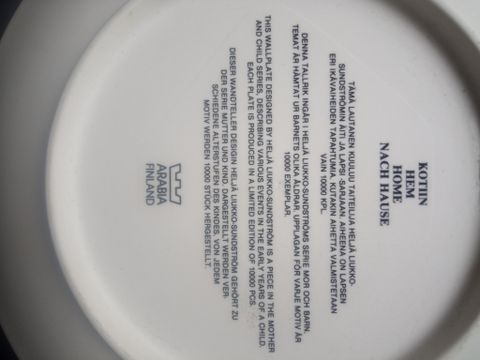 KOTIIN
HEM
HOME
NACH HAUSE
TÄMÄ LAUTANEN KUULUU TAITEILIJA HELJÄ LIUKKO-
SUNDSTRÖMIN ÄITI JA LAPSI -SARJAAN. AIHEENA ON LAPSEN
ERI IKÄVAIHEIDEN TAPAHTUMIA. KUTAKIN AIHETTA VALMISTETAAN
VAIN 10000 KPL.
DENNA TALLRIK INGÅR I HELJÄ LIUKKO-SUNDSTRÖMS SERIE MOR OCH BARN.
TEMAT ÄR HÄMTAT UR BARNETS OLIKA ÅLDRAR. UPPLAGAN FÖR VARJE MOTIV ÄR
10000 EXEMPLAR.
THIS WALLPLATE DESIGNED BY HELJÄ LIUKKO-SUNDSTRÖM IS A PIECE IN THE MOTHER
AND CHILD SERIES, DESCRIBING VARIOUS EVENTS IN THE EARLY YEARS OF A CHILD.
EACH PLATE IS PRODUCED IN A LIMITED EDITION OF 10000 PCS.
DIESER WANDTELLER DESIGN HELJÄ LIUKKO-SUNDSTRÖM GEHÖRT ZU
DER SERIE MUTTER UND KIND. DARGESTELLT WERDEN VER-
SCHIEDENE ALTERSTUFEN DES KINDES. VON JEDEM
MOTIV WERDEN 10000 STÜCK HERGESTELLT.
ARABIA
FINLAND